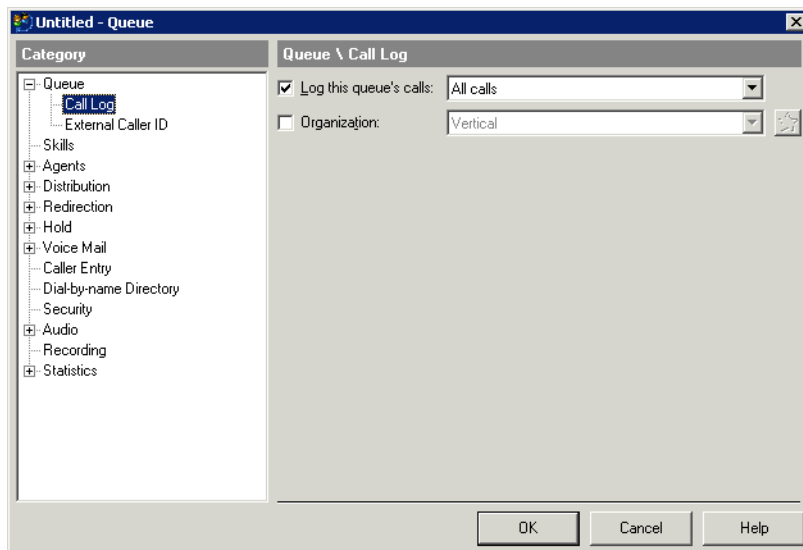 Untitled - Queue
Category
Queue
Call Log
External Caller ID
Skills
Agents
Distribution
Redirection
Hold
Voice Mail
Caller Entry
Dial-by-name Directory
Security
Audio
Recording
Statistics
Queue \ Call Log
Log this queue's calls: All calls
Organization: Vertical
OK Cancel Help